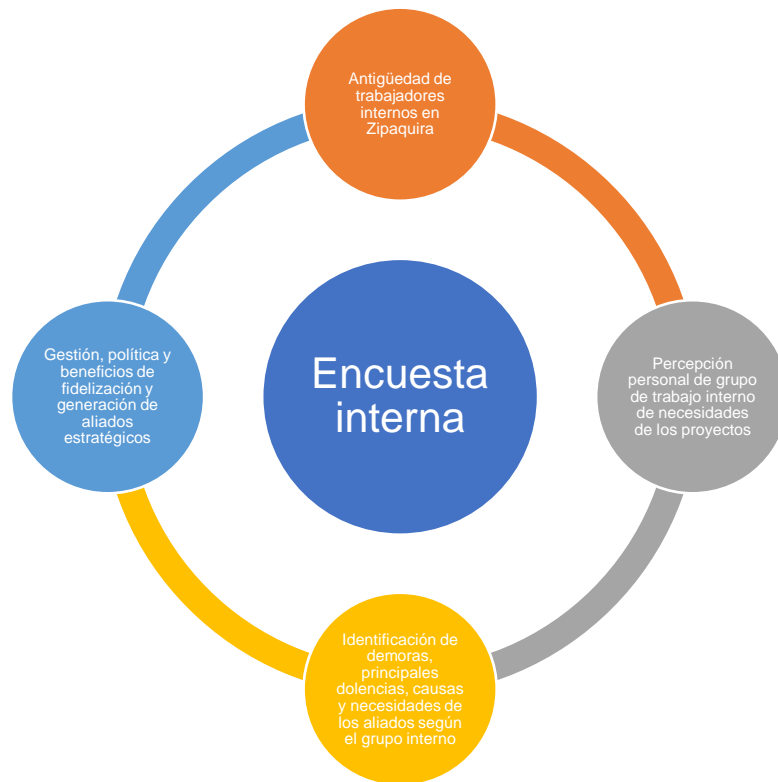 Antigüedad de
trabajadores
internos en
Zipaquira
Gestión, política y
beneficios de
fidelización y
generación de
aliados
estratégicos
Encuesta
interna
Percepción
personal de grupo
de trabajo interno
de necesidades
de los proyectos
Identificación de
demoras,
principales
dolencias, causas
y necesidades de
los aliados según
el grupo interno